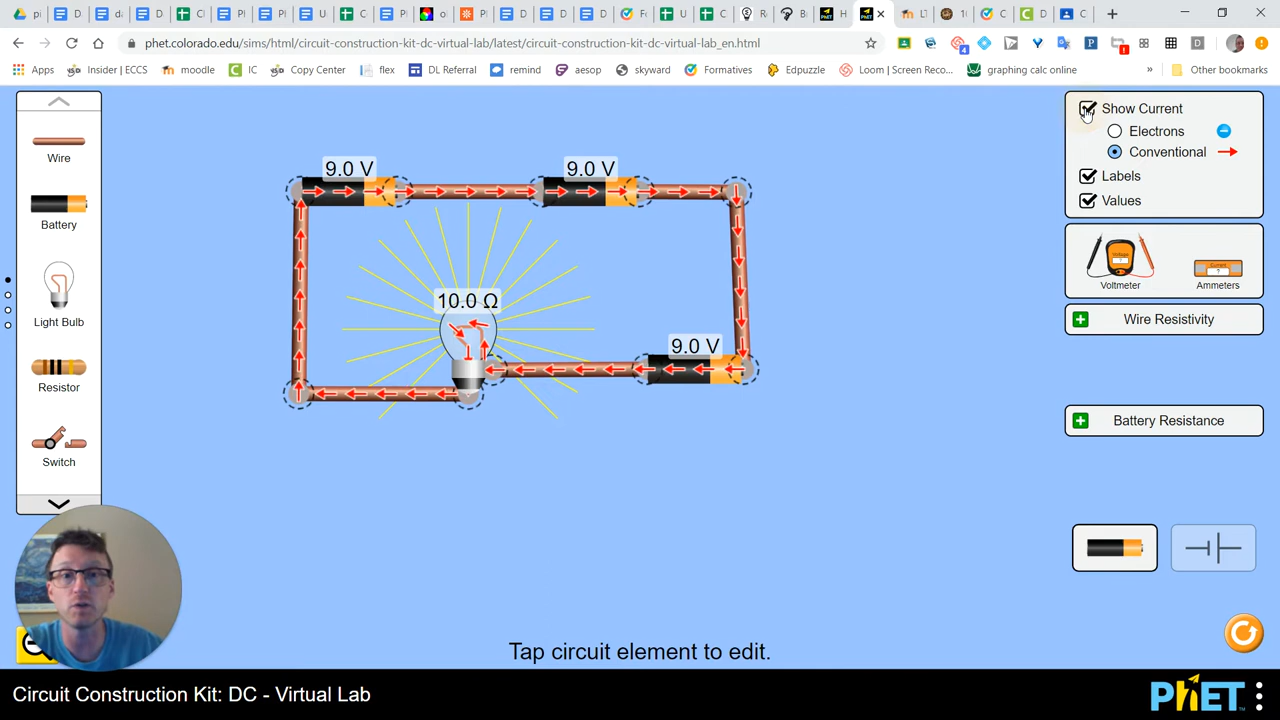 phet.colorado.edu/sims/html/circuit-construction-kit-dc-virtual-lab/latest/circuit-construction-kit-dc-virtual-lab_en.html
Apps Insider | ECCS moodle IC Copy Center flex DL Referral remind aesop skyward Formatives Edpuzzle Loom | Screen Reco... graphing calc online » Other bookmarks
Wire
Battery
Light Bulb
Resistor
Switch
9.0 V 9.0 V
10.0 Ω
9.0 V
Show Current
Electrons
Conventional
Labels
Values
Voltage
?
Current
?
Voltmeter Ammeters
Wire Resistivity
Battery Resistance
Tap circuit element to edit.
Circuit Construction Kit: DC - Virtual Lab
PhET